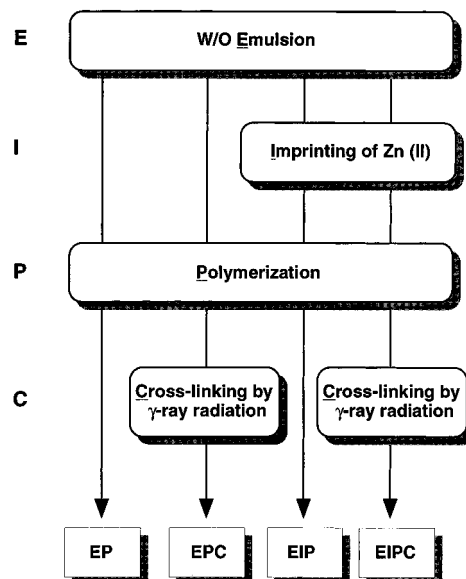 E
W/O Emulsion
I
Imprinting of Zn (II)
P
Polymerization
C
Cross-linking by
γ-ray radiation
Cross-linking by
γ-ray radiation
EP
EPC
EIP
EIPC